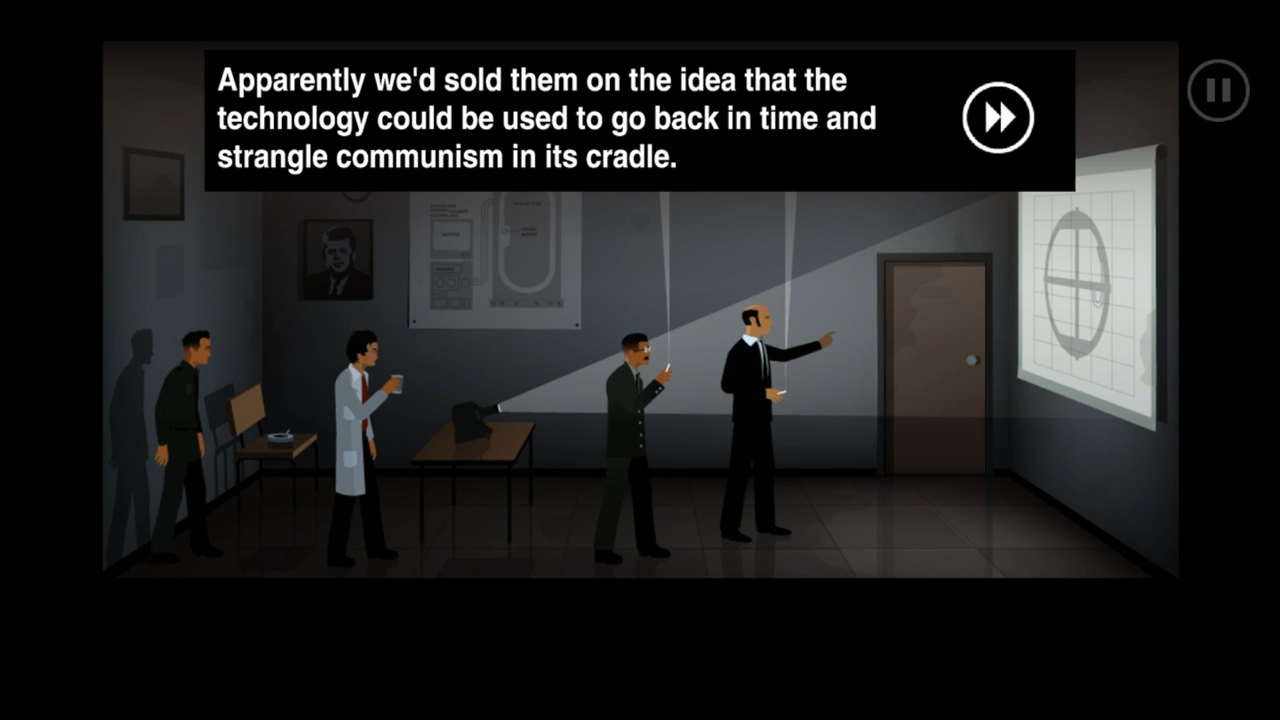 Apparently we'd sold them on the idea that the
technology could be used to go back in time and
strangle communism in its cradle.